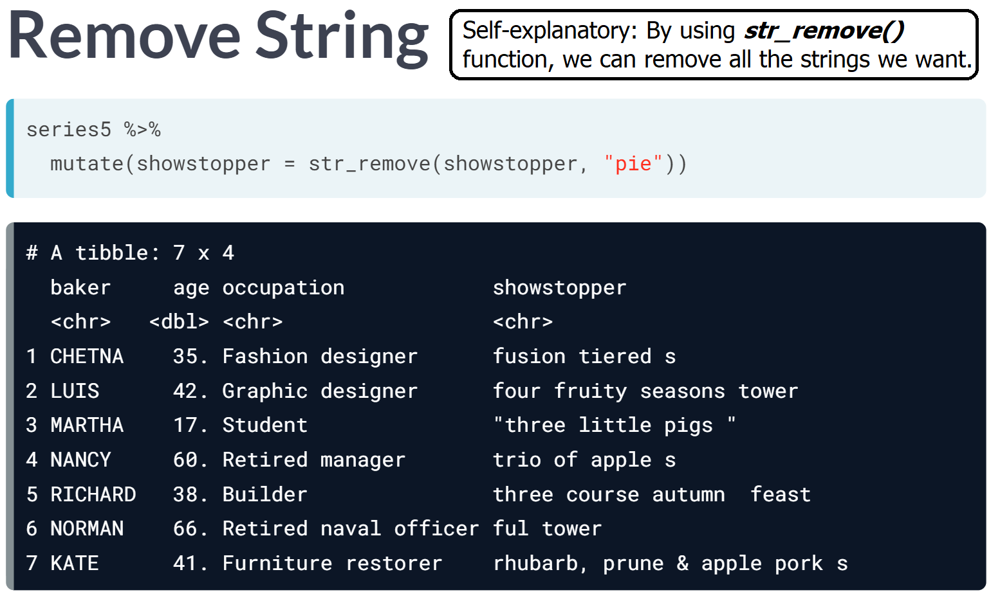 Remove String
Self-explanatory: By using str_remove()
function, we can remove all the strings we want.
series5 %>%
  mutate(showstopper = str_remove(showstopper, "pie"))
# A tibble: 7 x 4
  baker     age occupation            showstopper
  <chr>   <dbl> <chr>                 <chr>
1 CHETNA    35. Fashion designer      fusion tiered s
2 LUIS      42. Graphic designer      four fruity seasons tower
3 MARTHA    17. Student               "three little pigs "
4 NANCY     60. Retired manager       trio of apple s
5 RICHARD   38. Builder               three course autumn  feast
6 NORMAN    66. Retired naval officer ful tower
7 KATE      41. Furniture restorer    rhubarb, prune & apple pork s